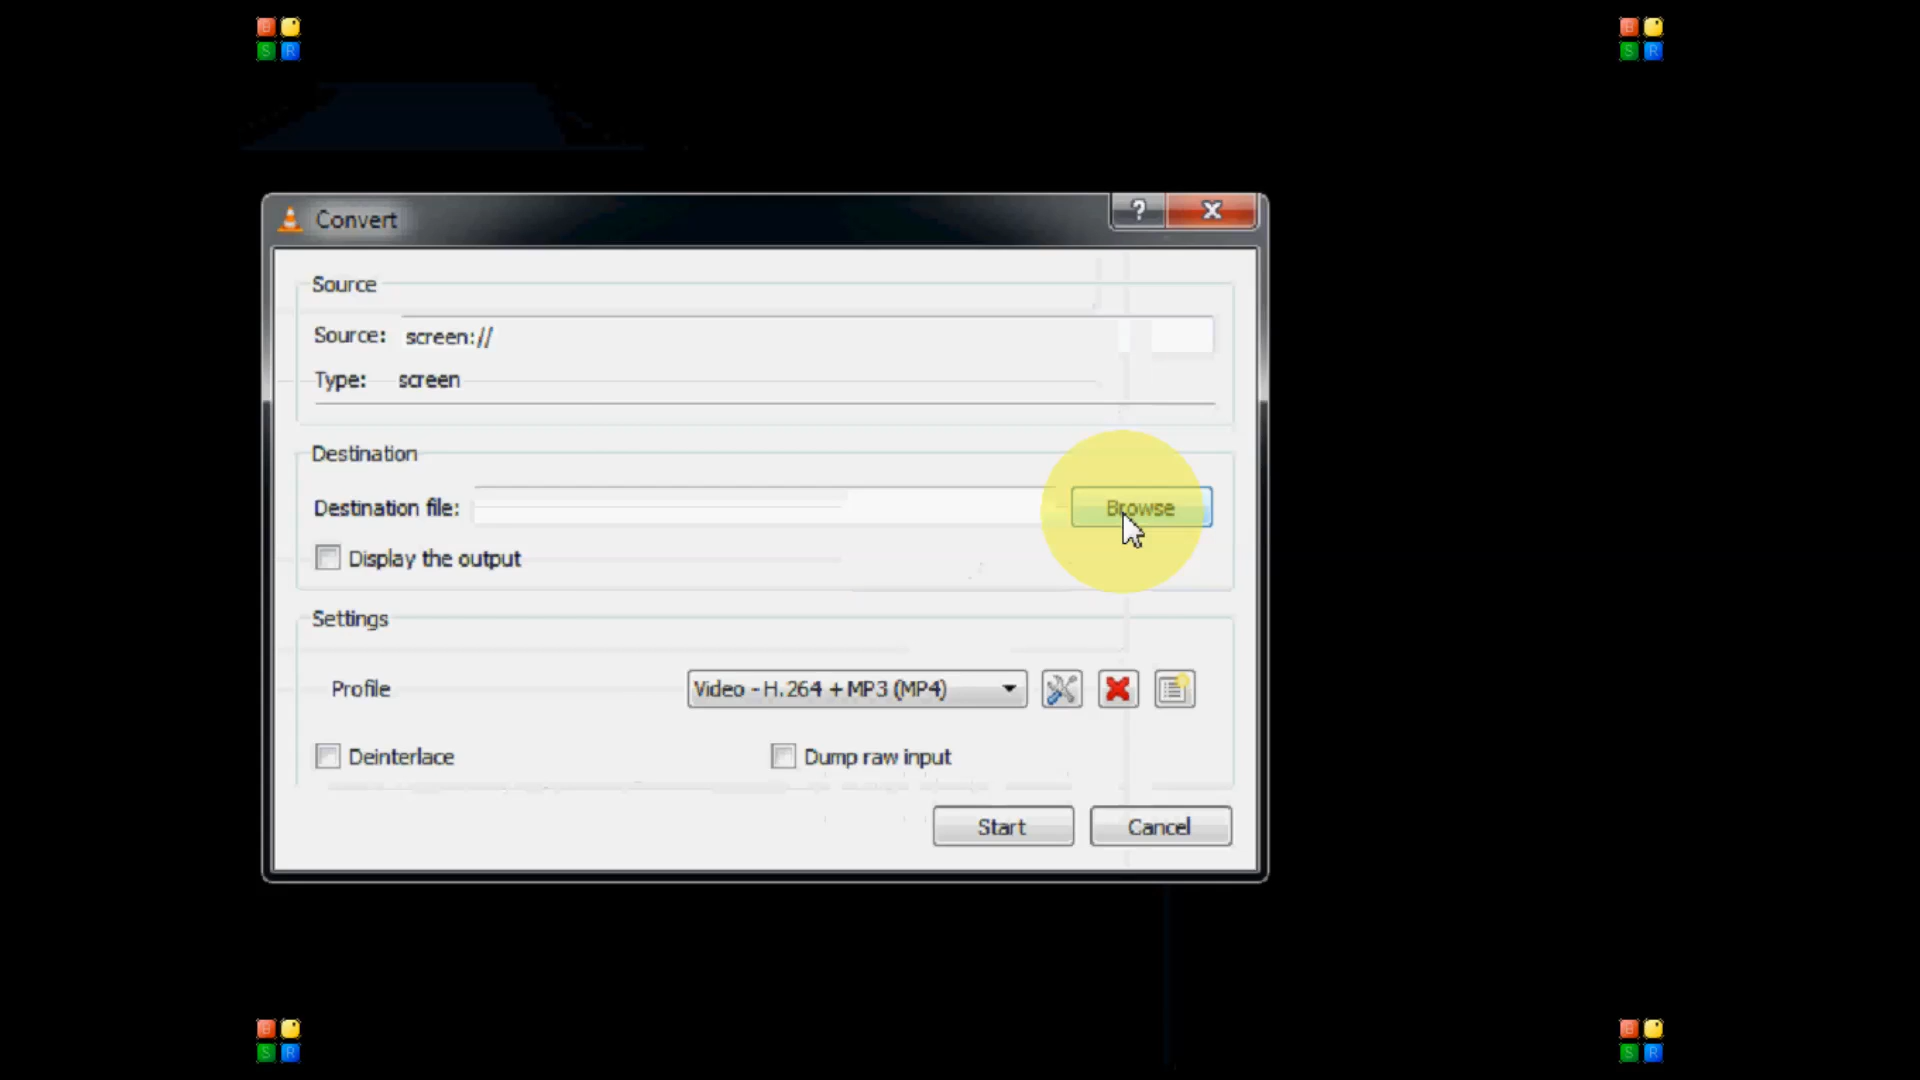 B
S R
B
S R
Convert
?
X
Source
Source: screen://
Type: screen
Destination
Destination file:
Browse
Display the output
Settings
Profile
Video - H.264 + MP3 (MP4)
Deinterlace
Dump raw input
Start
Cancel
B
S R
B
S R